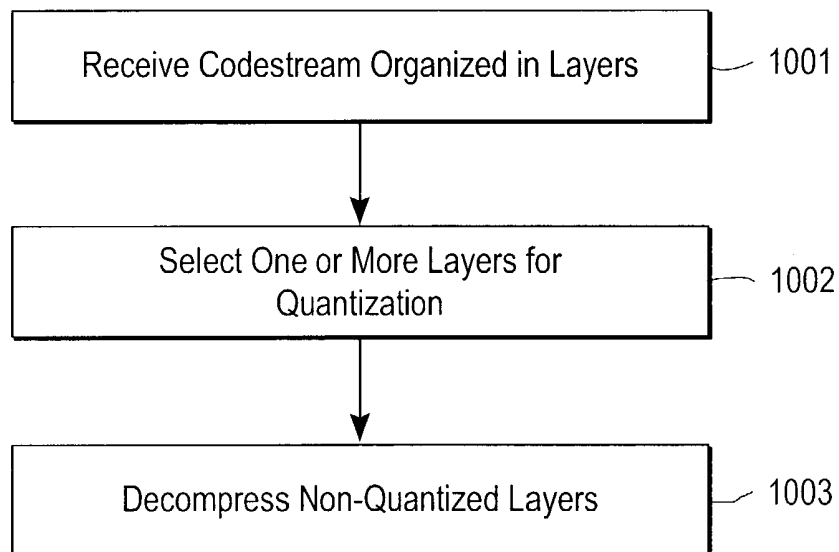 Receive Codestream Organized in Layers
1001
Select One or More Layers for
Quantization
1002
Decompress Non-Quantized Layers
1003